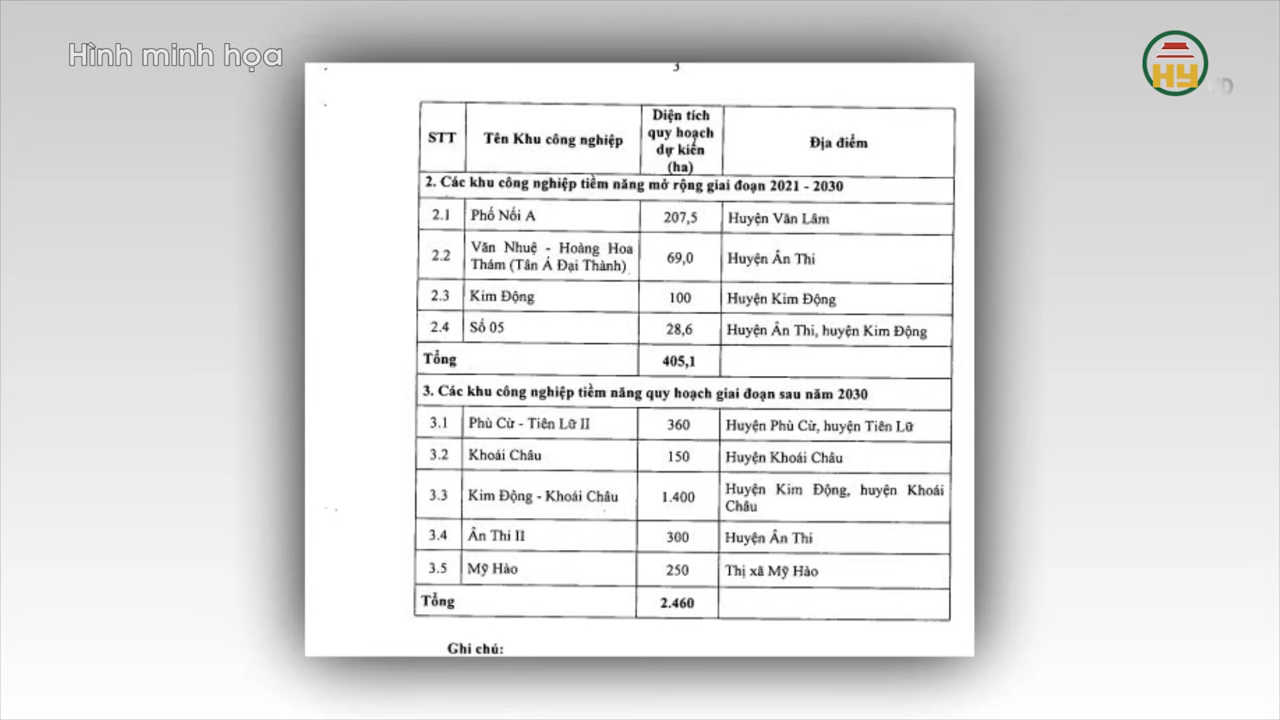 Hình minh họa
HY HD
3
STT Tên Khu công nghiệp Diện tích quy hoạch dự kiến (ha) Địa điểm
2. Các khu công nghiệp tiềm năng mở rộng giai đoạn 2021 - 2030
2.1 Phố Nối A 207,5 Huyện Văn Lâm
2.2 Văn Nhuệ - Hoàng Hoa Thám (Tân Á Đại Thành) 69,0 Huyện Ân Thi
2.3 Kim Động 100 Huyện Kim Động
2.4 Số 05 28,6 Huyện Ân Thi, huyện Kim Động
Tổng 405,1
3. Các khu công nghiệp tiềm năng quy hoạch giai đoạn sau năm 2030
3.1 Phù Cừ - Tiên Lữ II 360 Huyện Phù Cừ, huyện Tiên Lữ
3.2 Khoái Châu 150 Huyện Khoái Châu
3.3 Kim Động - Khoái Châu 1.400 Huyện Kim Động, huyện Khoái Châu
3.4 Ân Thi II 300 Huyện Ân Thi
3.5 Mỹ Hào 250 Thị xã Mỹ Hào
Tổng 2.460
Ghi chú: